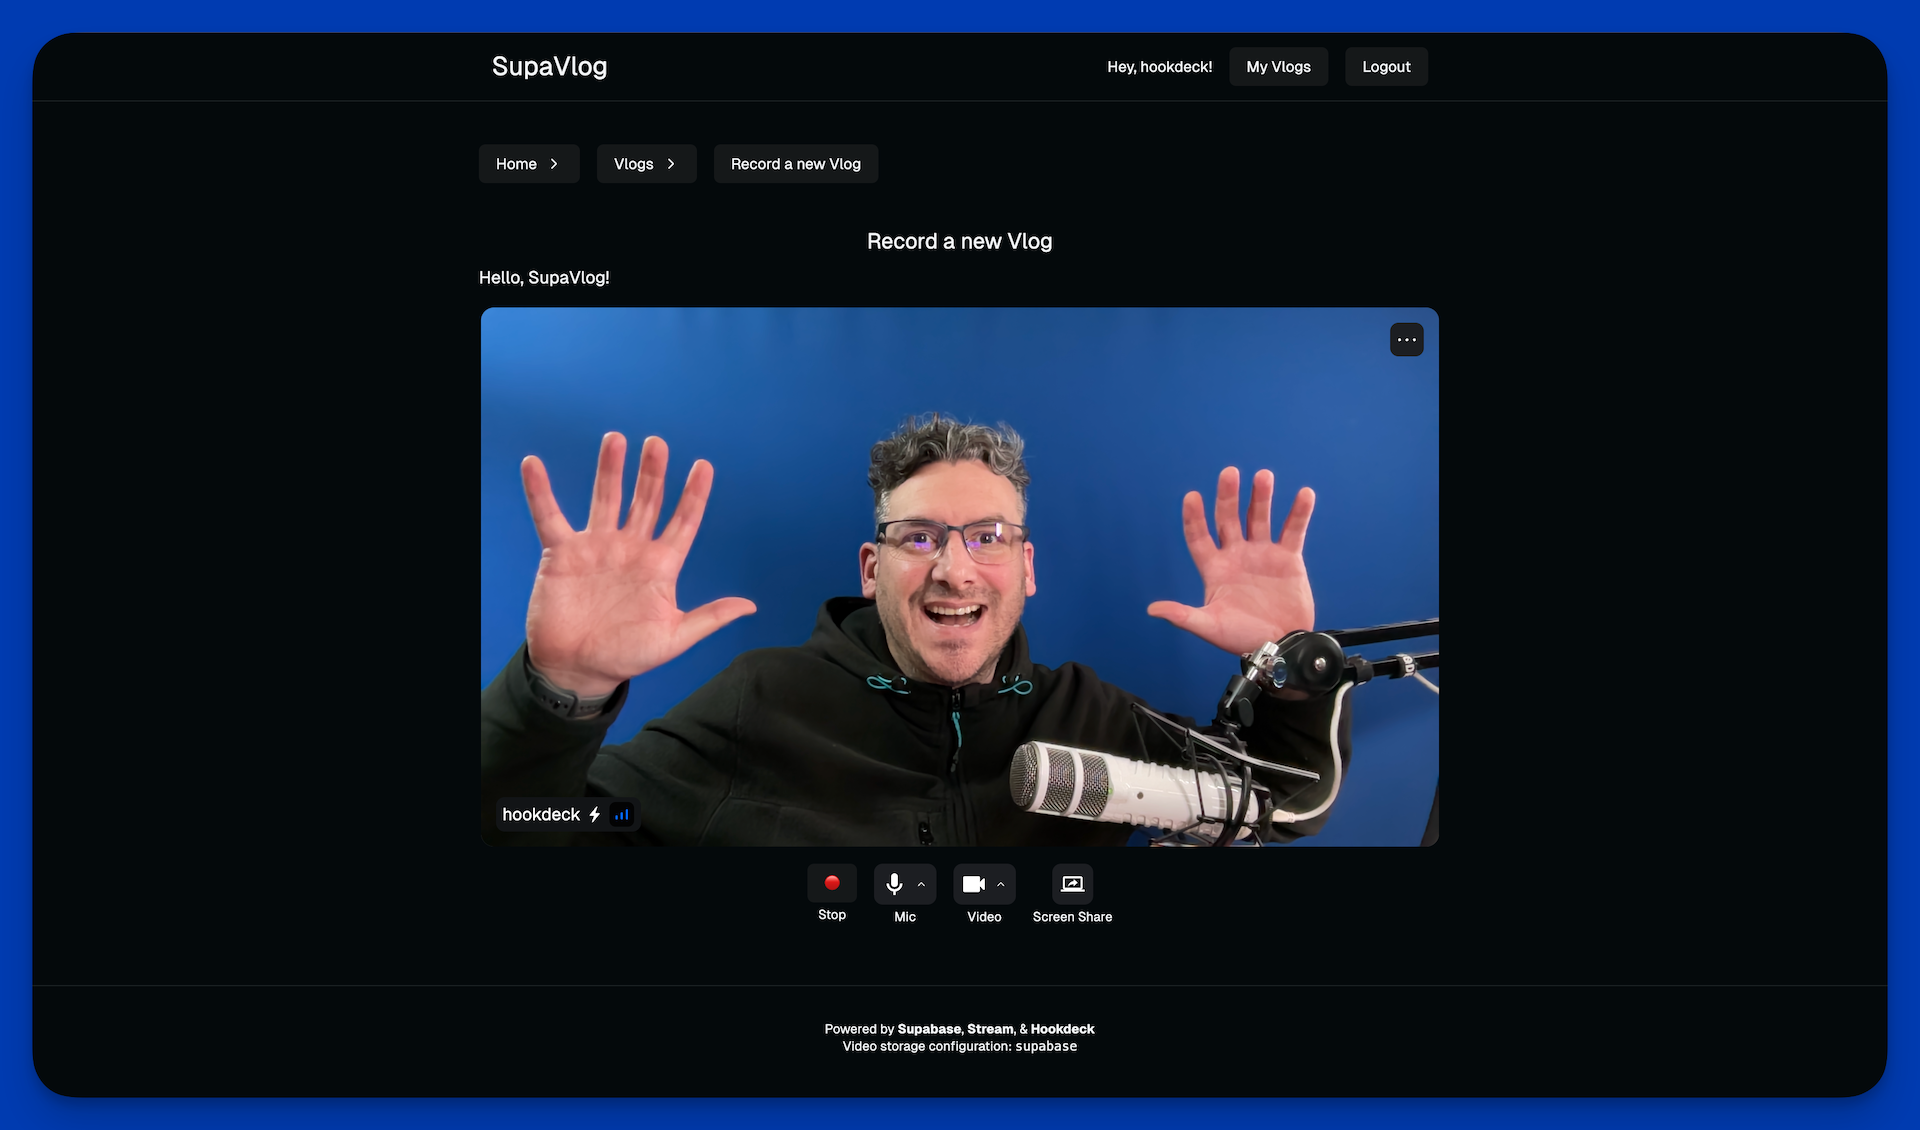 SupaVlog
Hey, hookdeck!
My Vlogs
Logout
Home
Vlogs
Record a new Vlog
Record a new Vlog
Hello, SupaVlog!
hookdeck
Stop
Mic
Video
Screen Share
Powered by Supabase, Stream, & Hookdeck
Video storage configuration: supabase